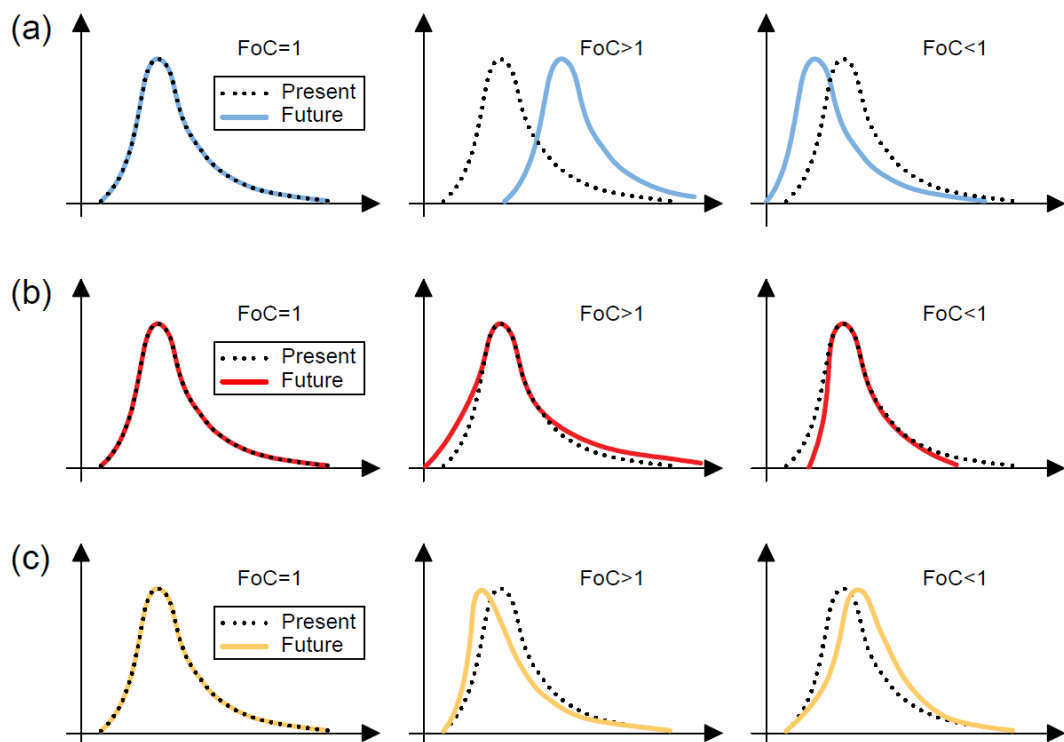 (a)
FoC=1
FoC>1
FoC<1
Present
Future
(b)
FoC=1
FoC>1
FoC<1
Present
Future
(c)
FoC=1
FoC>1
FoC<1
Present
Future